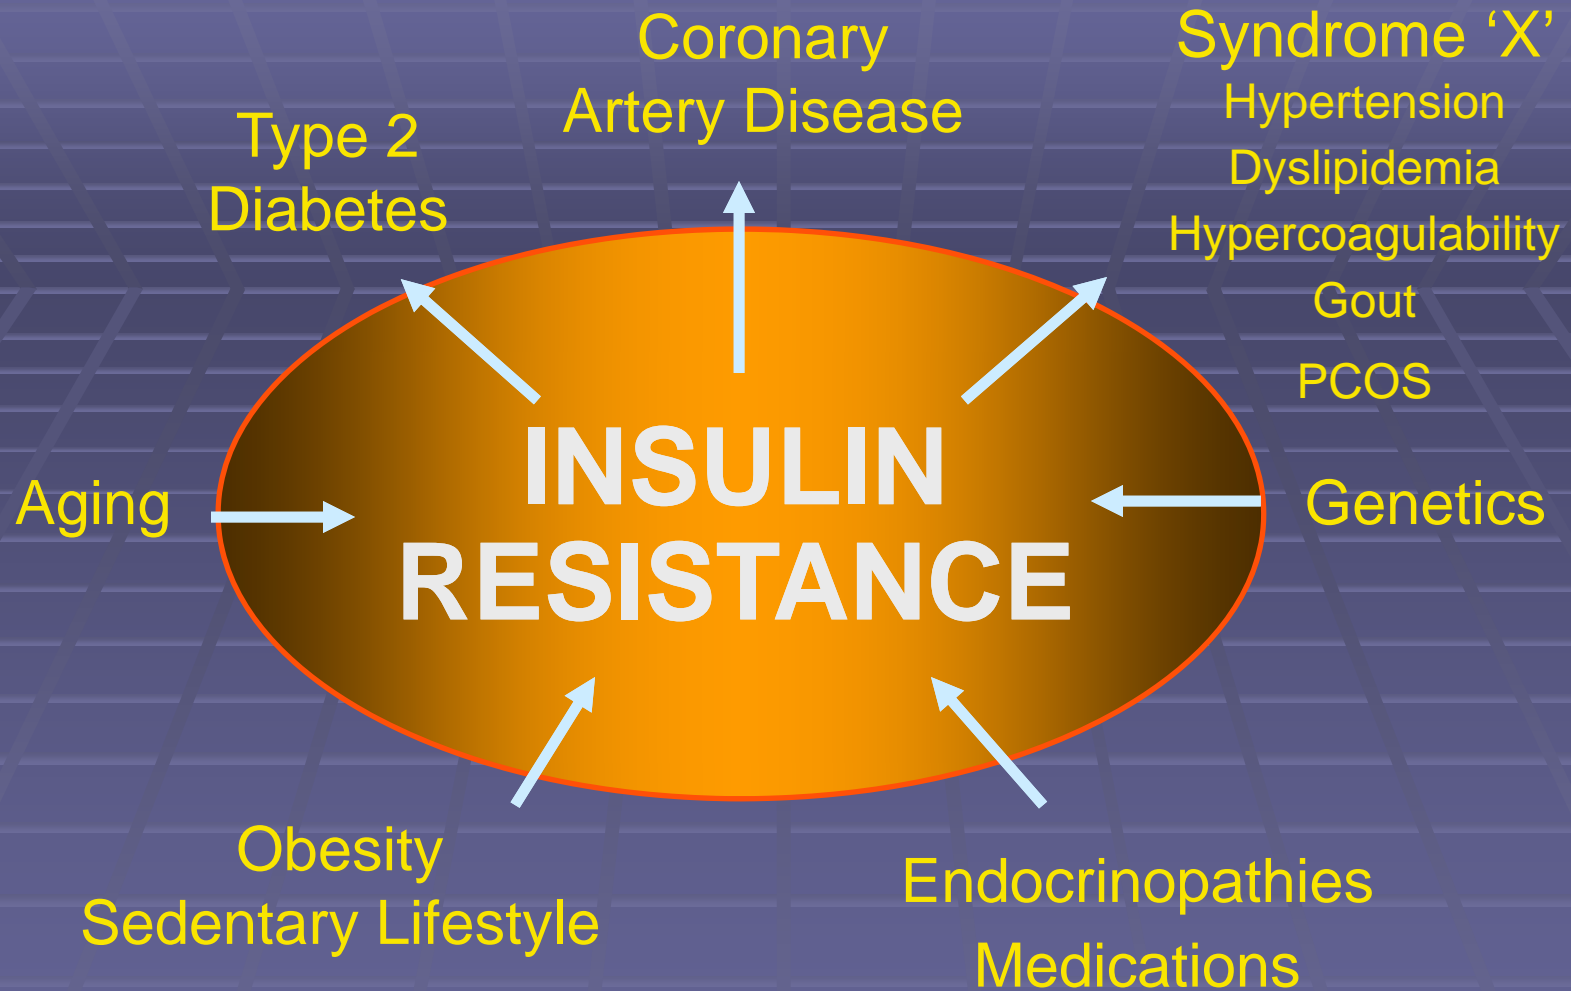 Coronary
Artery Disease
Syndrome ‘X’
Hypertension
Dyslipidemia
Hypercoagulability
Gout
PCOS
Type 2
Diabetes
INSULIN
RESISTANCE
Aging
Genetics
Obesity
Sedentary Lifestyle
Endocrinopathies
Medications